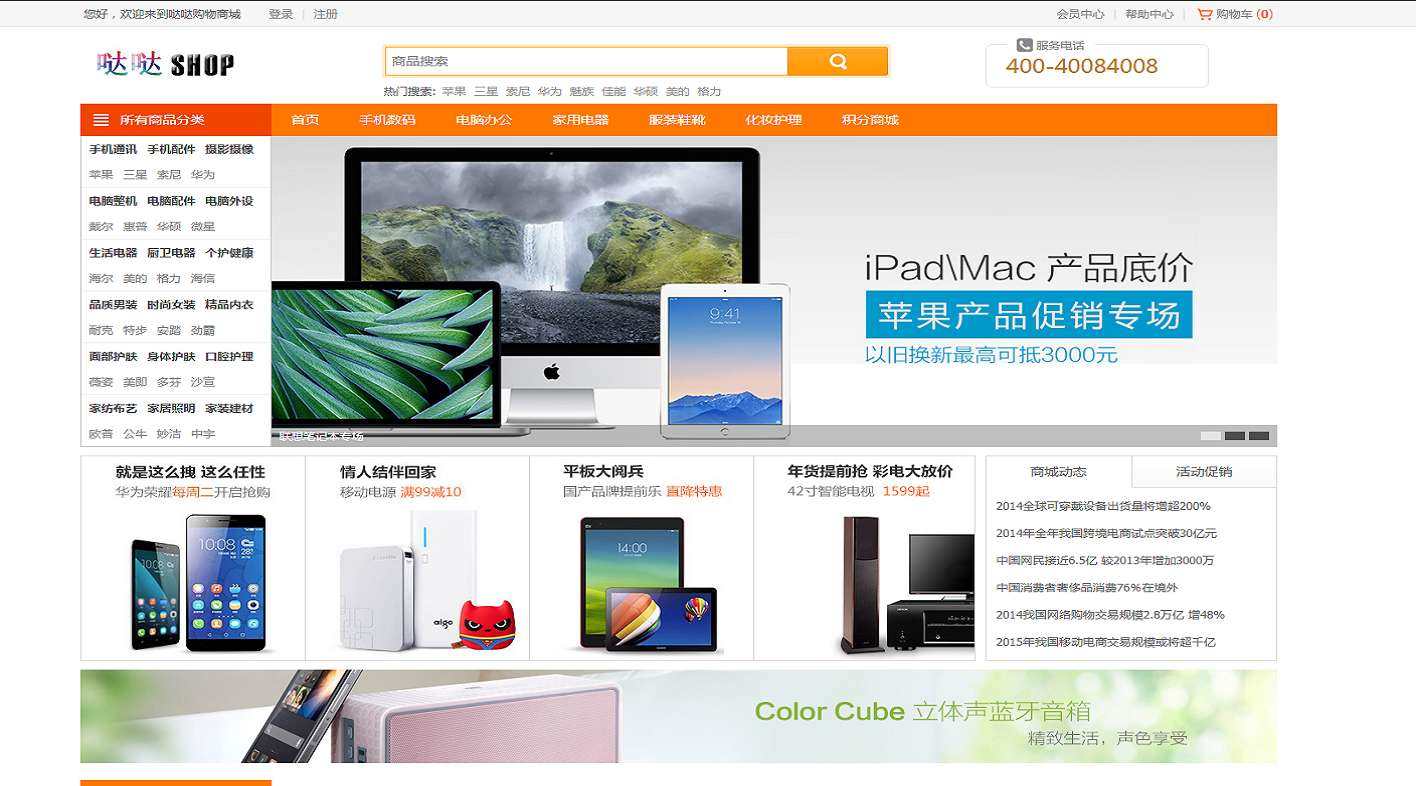 您好，欢迎来到哒哒购物商城 登录 注册
会员中心 帮助中心 购物车 (0)
哒哒 SHOP
商品搜索
服务电话
400-40084008
热门搜索: 苹果 三星 索尼 华为 魅族 佳能 华硕 美的 格力
所有商品分类 首页 手机数码 电脑办公 家用电器 服装鞋靴 化妆护理 积分商城
手机通讯 手机配件 摄影摄像
苹果 三星 索尼 华为
电脑整机 电脑配件 电脑外设
戴尔 惠普 华硕 微星
生活电器 厨卫电器 个护健康
海尔 美的 格力 海信
品质男装 时尚女装 精品内衣
耐克 特步 安踏 劲霸
面部护肤 身体护肤 口腔护理
薇姿 美即 多芬 沙宣
家纺布艺 家居照明 家装建材
欧普 公牛 妙洁 中宇
9:41
iPad\Mac 产品底价
苹果产品促销专场
以旧换新最高可抵3000元
联想笔记本专场
就是这么拽 这么任性
华为荣耀每周二开启抢购
10:08
10:08
28°
情人结伴回家
移动电源 满99减10
aigo
平板大阅兵
国产品牌提前乐 直降特惠
14:00
年货提前抢 彩电大放价
42寸智能电视 1599起
商城动态 活动促销
2014全球可穿戴设备出货量将增超200%
2014年全年我国跨境电商试点突破30亿元
中国网民接近6.5亿 较2013年增加3000万
中国消费者奢侈品消费76%在境外
2014我国网络购物交易规模2.8万亿 增48%
2015年我国移动电商交易规模或将超千亿
Color Cube 立体声蓝牙音箱
精致生活，声色享受